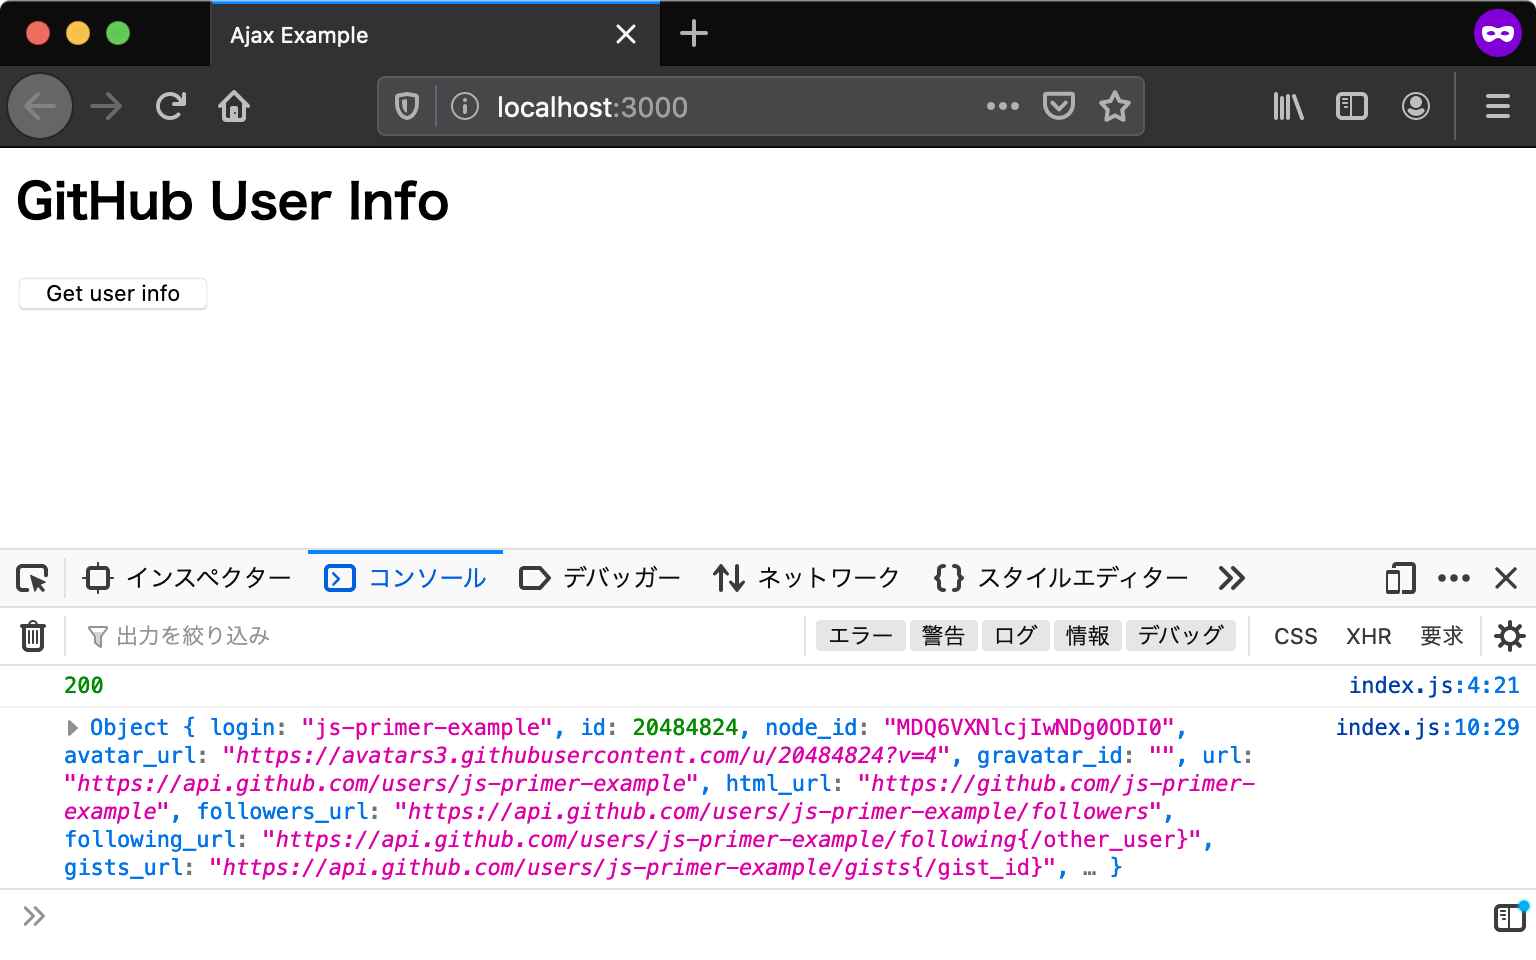 Ajax Example
localhost:3000
GitHub User Info
Get user info
インスペクター コンソール デバッガー ネットワーク スタイルエディター
出力を絞り込み エラー 警告 ログ 情報 デバッグ CSS XHR 要求
200 index.js:4:21
Object { login: "js-primer-example", id: 20484824, node_id: "MDQ6VXNlcjIwNDg0ODI0", index.js:10:29
avatar_url: "https://avatars3.githubusercontent.com/u/20484824?v=4", gravatar_id: "", url:
"https://api.github.com/users/js-primer-example", html_url: "https://github.com/js-primer-
example", followers_url: "https://api.github.com/users/js-primer-example/followers",
following_url: "https://api.github.com/users/js-primer-example/following{/other_user}",
gists_url: "https://api.github.com/users/js-primer-example/gists{/gist_id}", … }